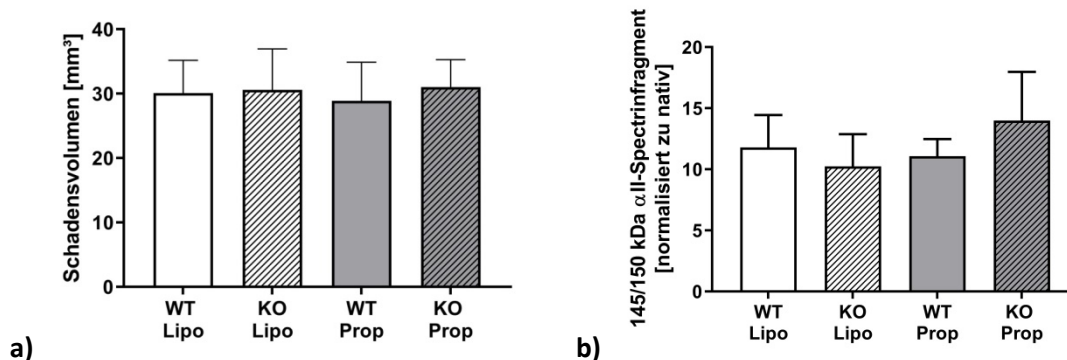 Schadensvolumen [mm³]
40
30
20
10
0
WT
Lipo
KO
Lipo
WT
Prop
KO
Prop
a)
145/150 kDa αII-Spectrinfragment
[normalisiert zu nativ]
20
15
10
5
0
WT
Lipo
KO
Lipo
WT
Prop
KO
Prop
b)